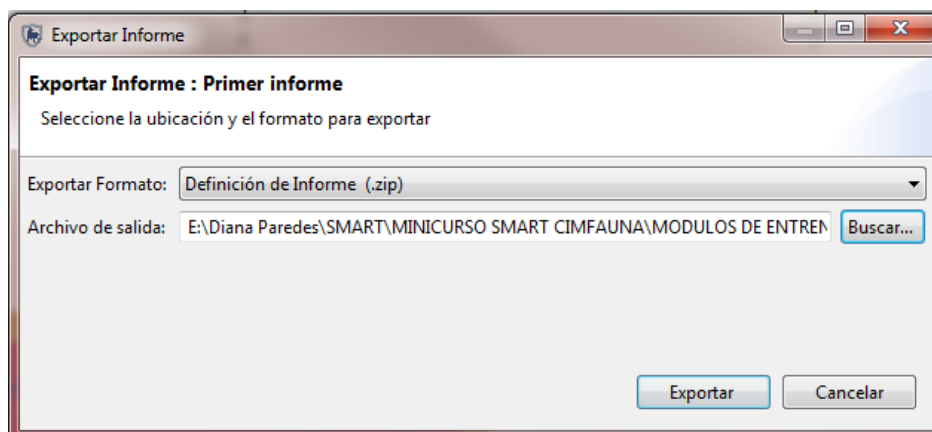 Exportar Informe
Exportar Informe : Primer informe
Seleccione la ubicación y el formato para exportar
Exportar Formato: Definición de Informe (.zip)
Archivo de salida: E:\Diana Paredes\SMART\MINICURSO SMART CIMFAUNA\MODULOS DE ENTREN Buscar...
Exportar Cancelar